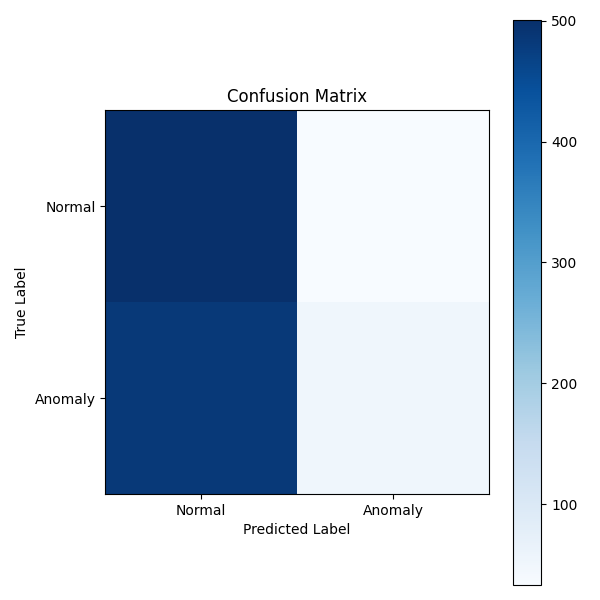 Confusion Matrix
True Label
Normal
Anomaly
Normal Anomaly
Predicted Label
500
400
300
200
100